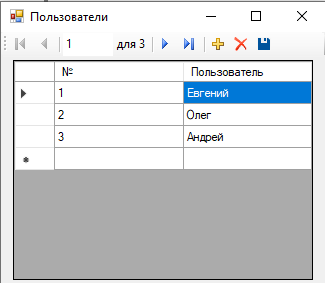 Пользователи
1 для 3
№ Пользователь
1 Евгений
2 Олег
3 Андрей